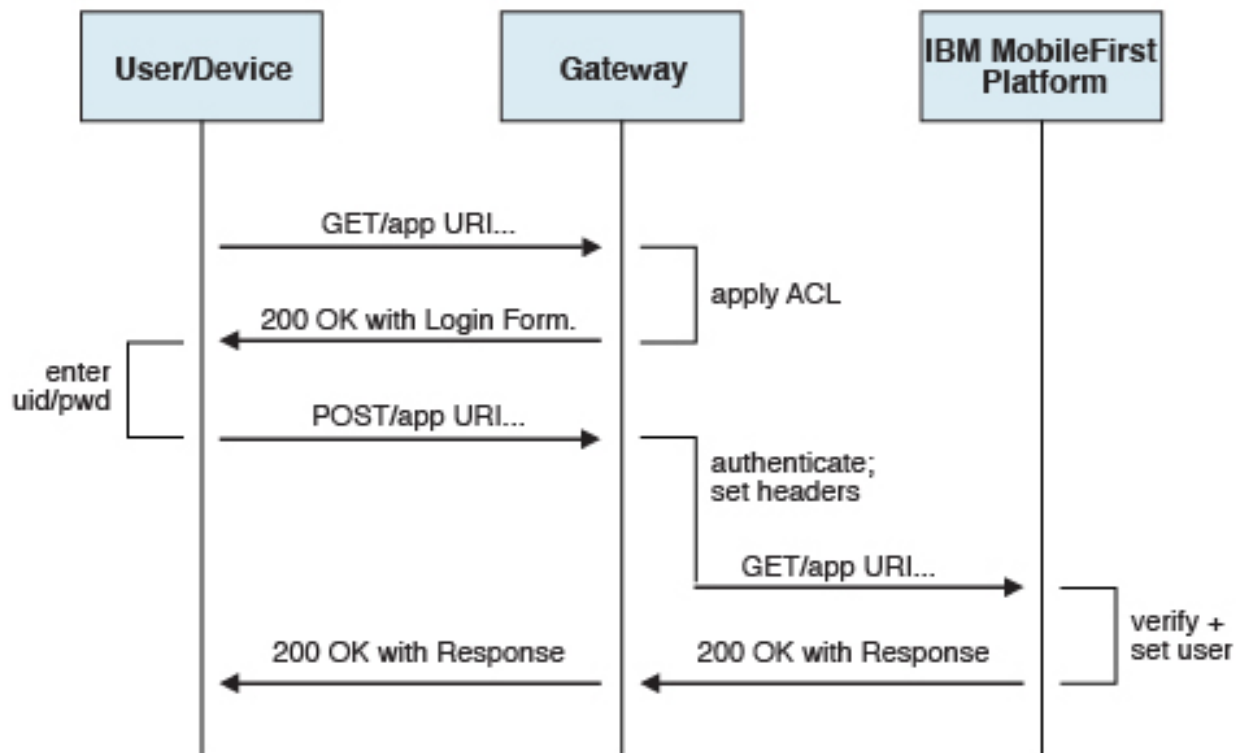 User/Device
Gateway
IBM MobileFirst
Platform
GET/app URI...
apply ACL
200 OK with Login Form.
enter
uid/pwd
POST/app URI...
authenticate;
set headers
GET/app URI...
verify +
set user
200 OK with Response
200 OK with Response